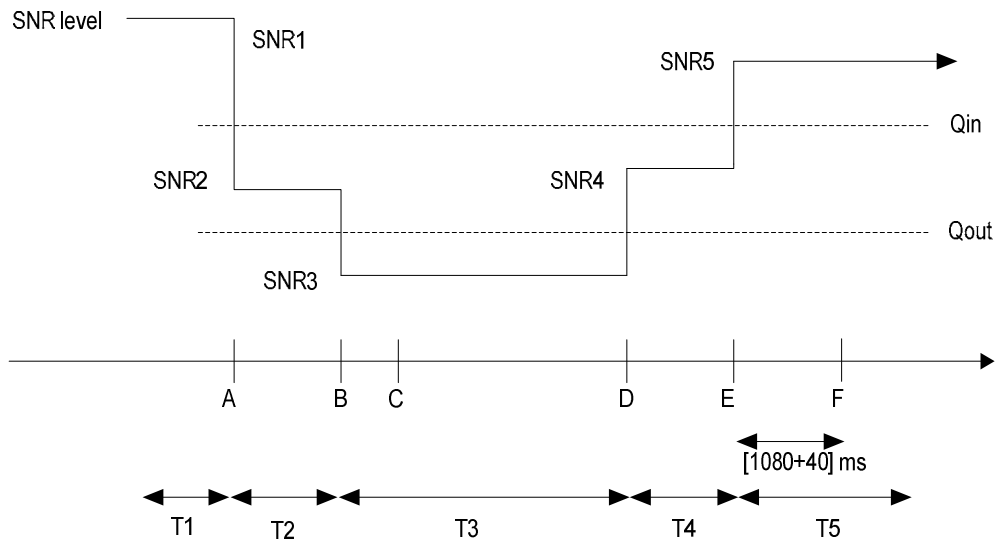 SNR level
SNR1
SNR5
Qin
SNR2
SNR4
Qout
SNR3
A B C D E F
[1080+40] ms
T1 T2 T3 T4 T5